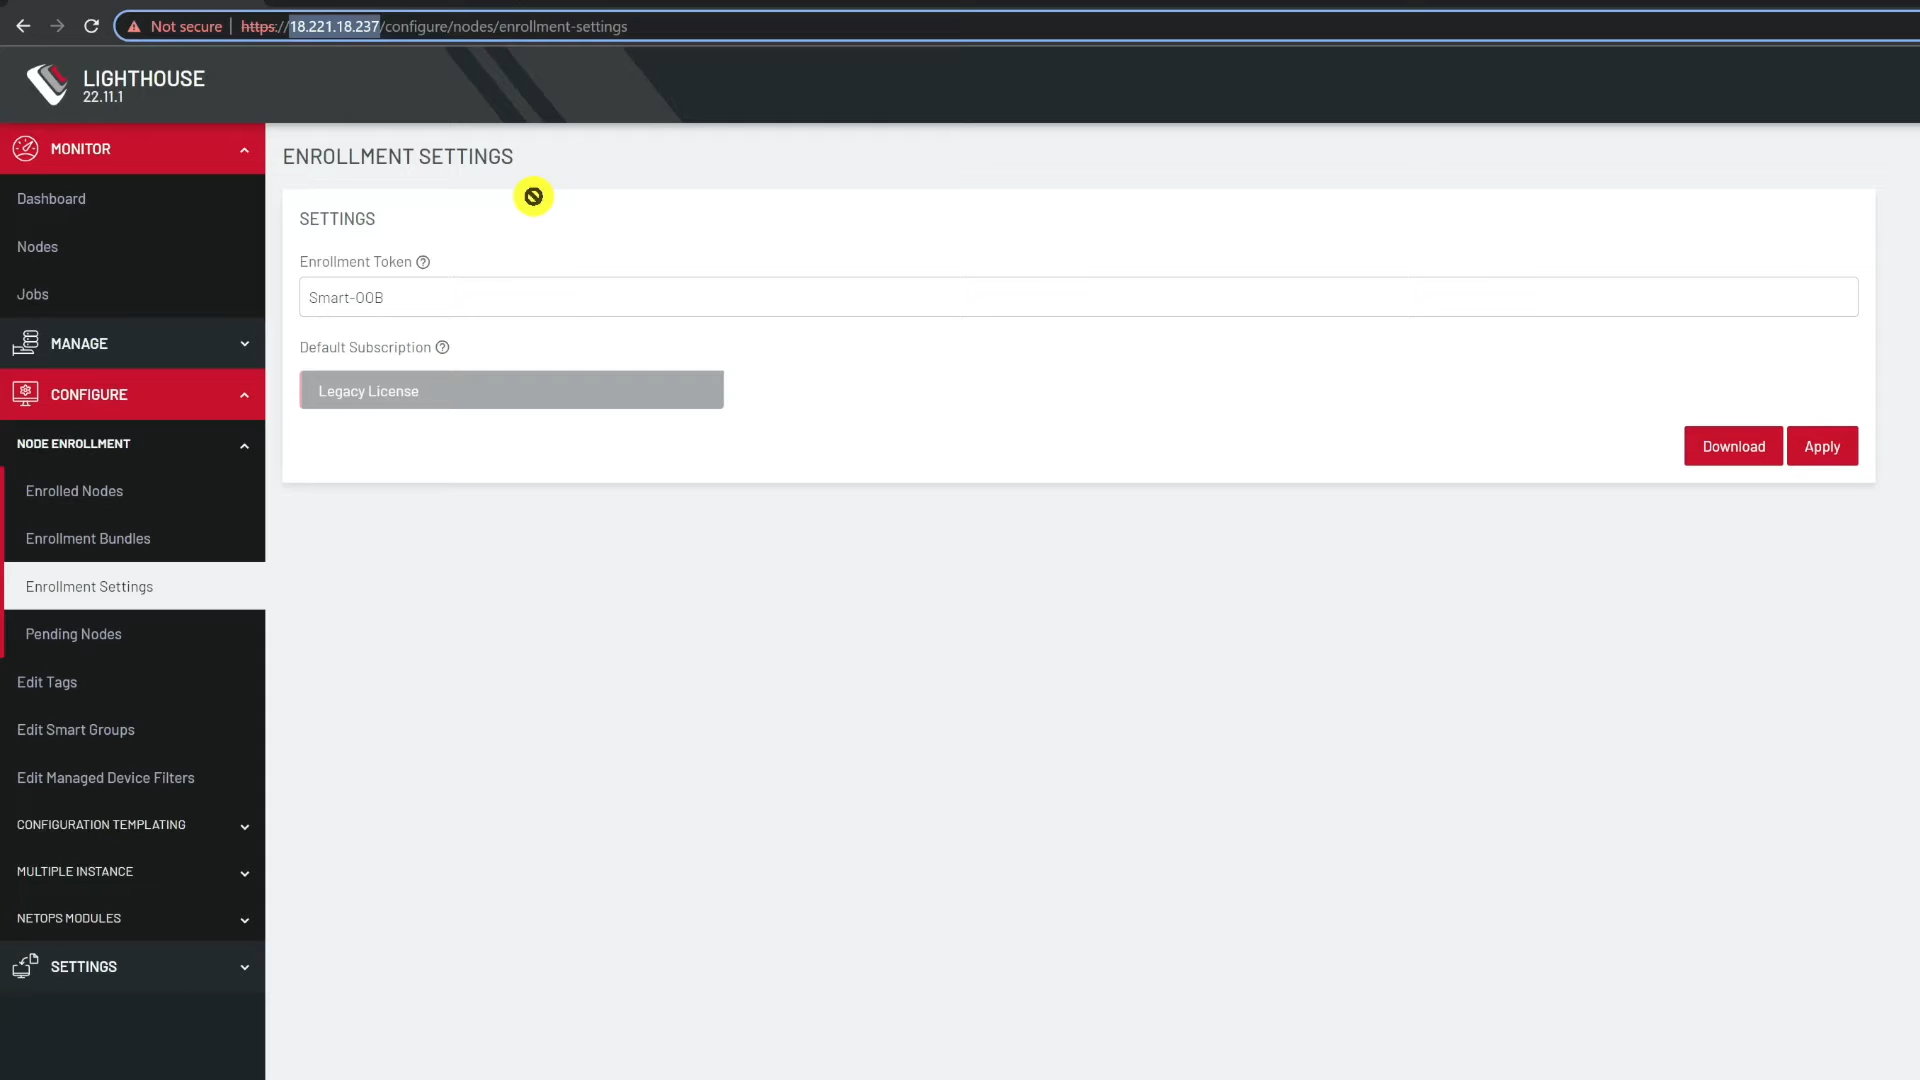 Not secure | https://18.221.18.237/configure/nodes/enrollment-settings
LIGHTHOUSE
22.11.1
MONITOR
Dashboard
Nodes
Jobs
MANAGE
CONFIGURE
NODE ENROLLMENT
Enrolled Nodes
Enrollment Bundles
Enrollment Settings
Pending Nodes
Edit Tags
Edit Smart Groups
Edit Managed Device Filters
CONFIGURATION TEMPLATING
MULTIPLE INSTANCE
NETOPS MODULES
SETTINGS
ENROLLMENT SETTINGS
SETTINGS
Enrollment Token
Smart-OOB
Default Subscription
Legacy License
Download Apply